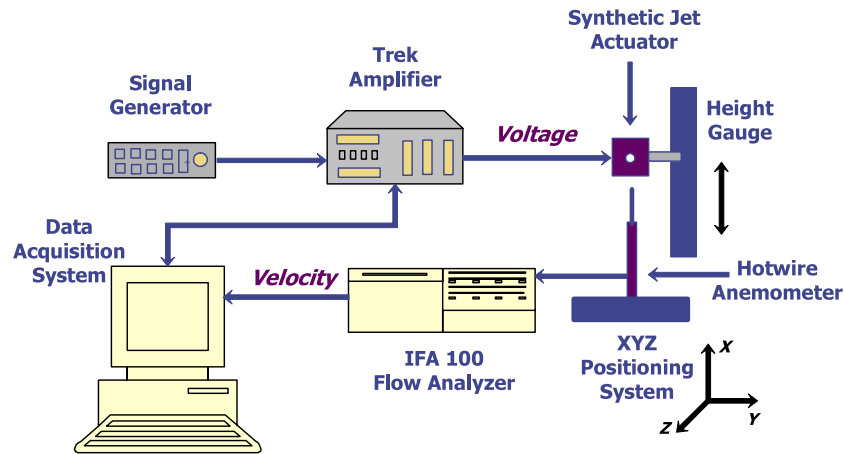 Synthetic Jet
Actuator
Trek
Amplifier
Signal
Generator
Height
Gauge
Voltage
Data
Acquisition
System
Velocity
Hotwire
Anemometer
IFA 100
Flow Analyzer
XYZ
Positioning
System
X
Y
Z